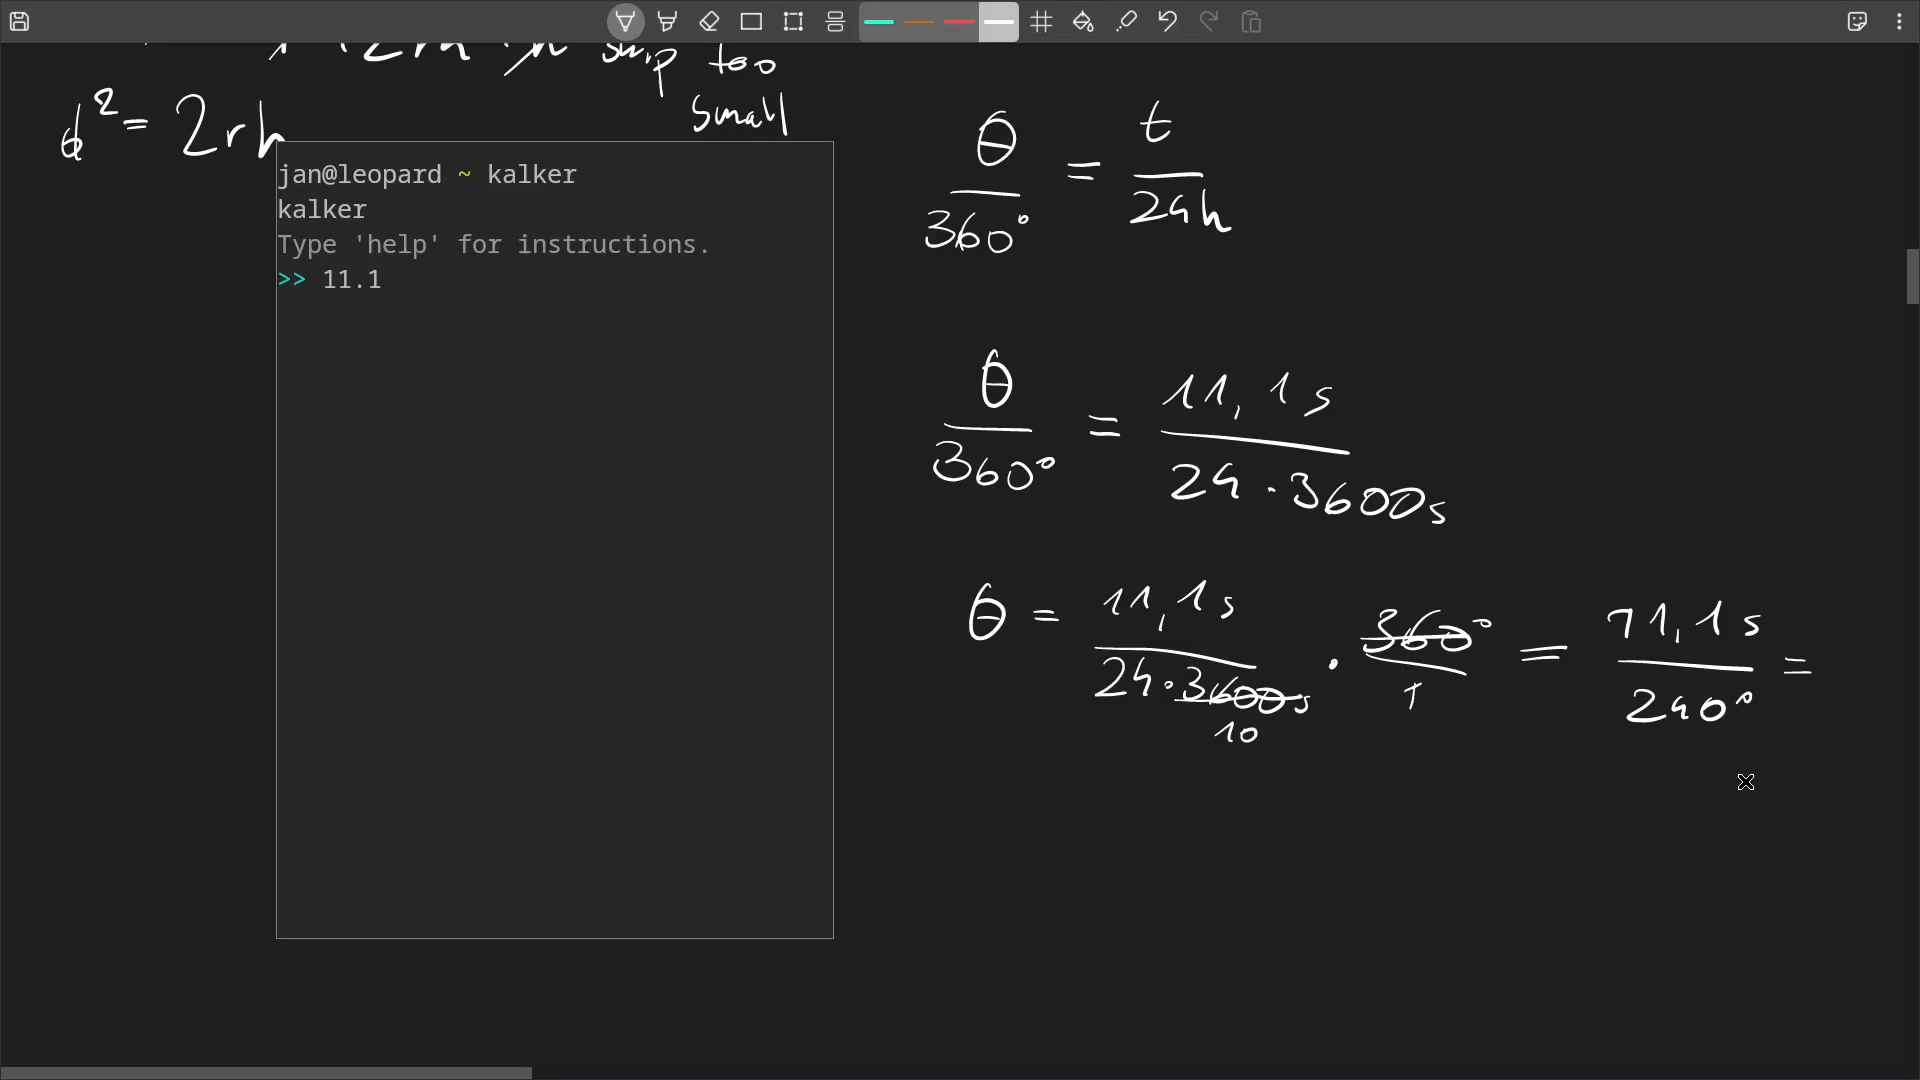 ship too
small
d² = 2rh
jan@leopard ~ kalker
kalker
Type 'help' for instructions.
>> 11.1
θ/360° = t/24h
θ/360° = 11,1s/24·3600s
θ = 11,1s/24·3600s · 360°/1 = 11,1s/240° =
10